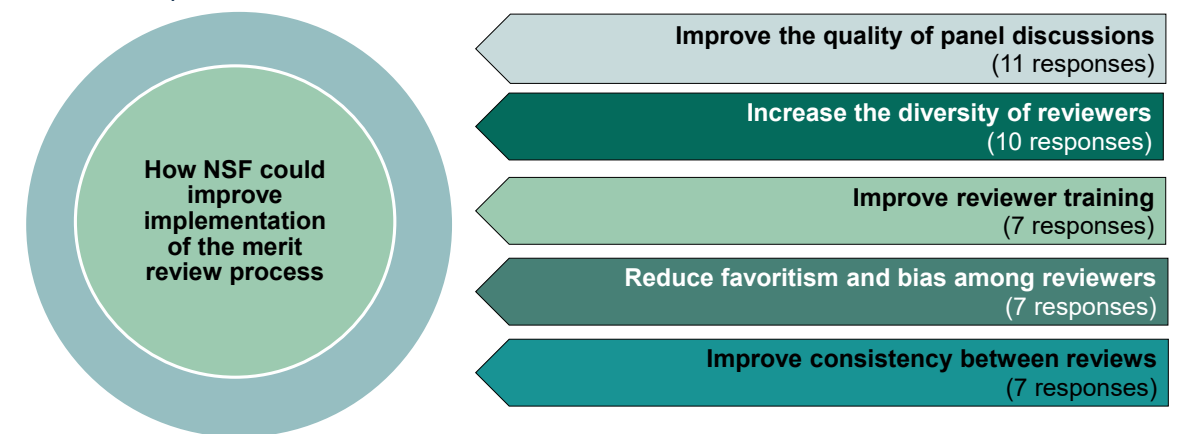 How NSF could
improve
implementation
of the merit
review process
Improve the quality of panel discussions
(11 responses)
Increase the diversity of reviewers
(10 responses)
Improve reviewer training
(7 responses)
Reduce favoritism and bias among reviewers
(7 responses)
Improve consistency between reviews
(7 responses)